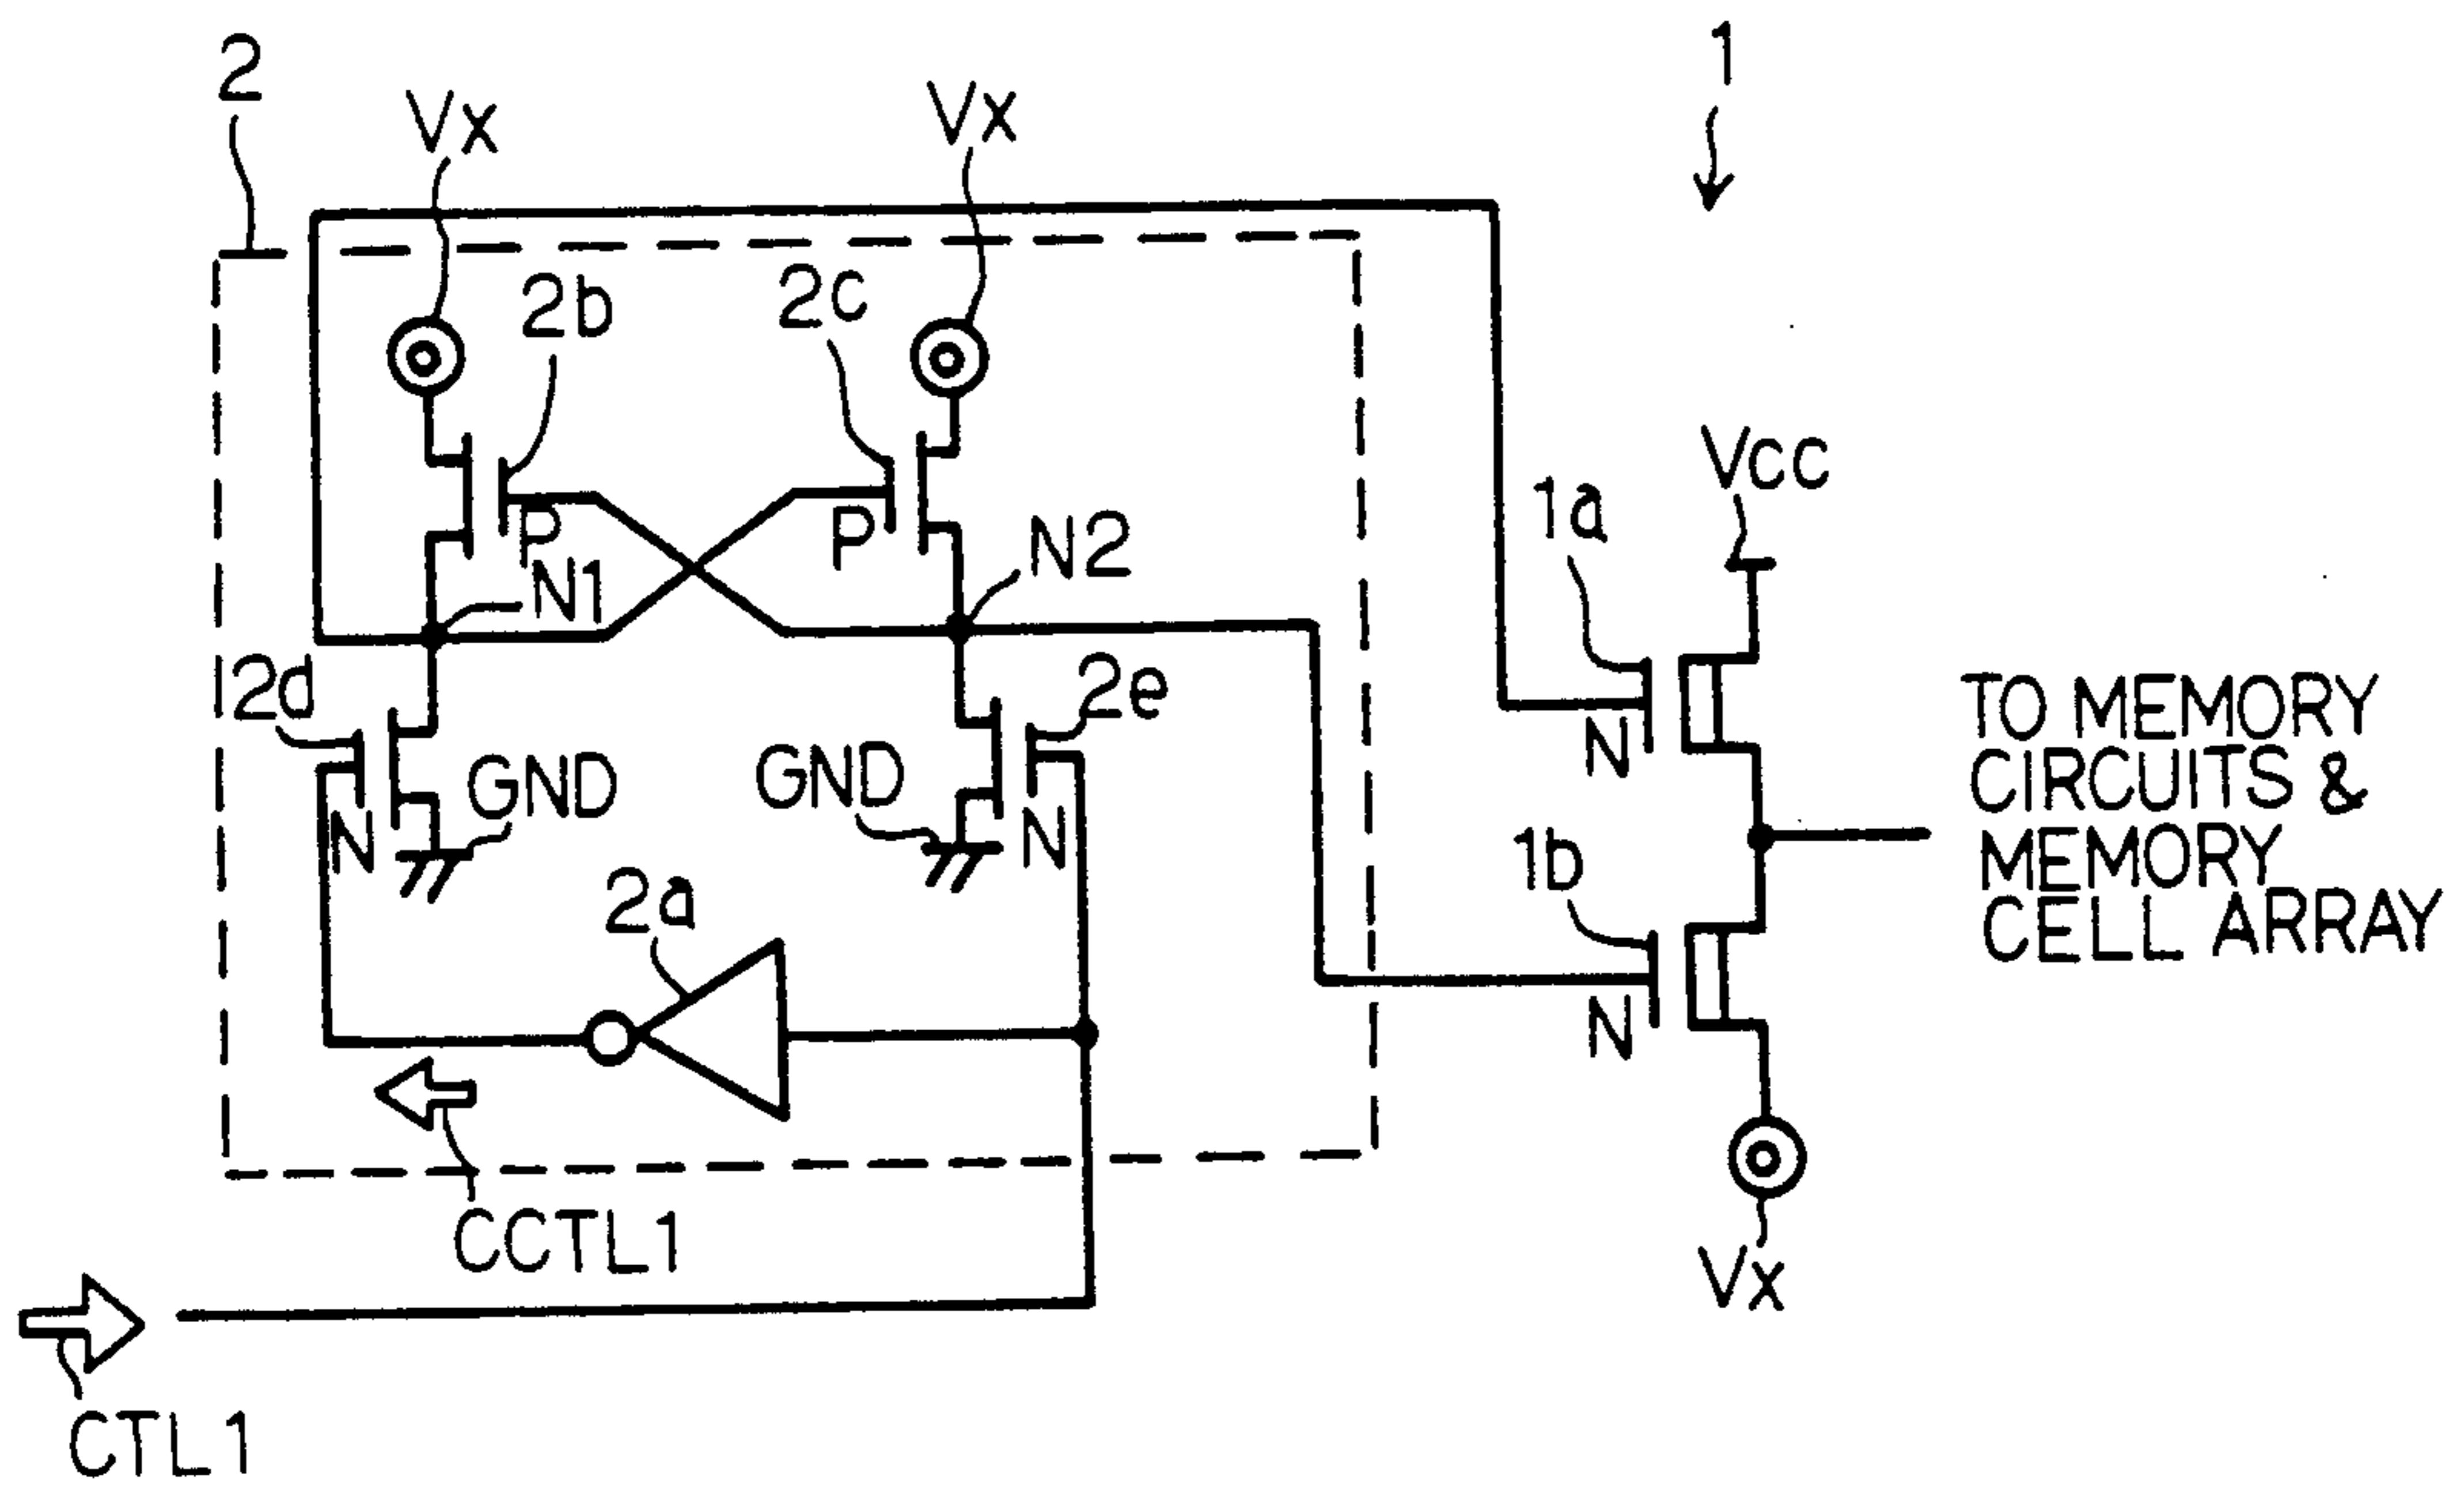 2
1
Vx
Vx
2b
2c
Vcc
1a
P
P
N2
N1
2d
2e
TO MEMORY
CIRCUITS &
MEMORY
CELL ARRAY
N
GND
GND
N
N
1b
2a
N
CCTL1
Vx
CTL1